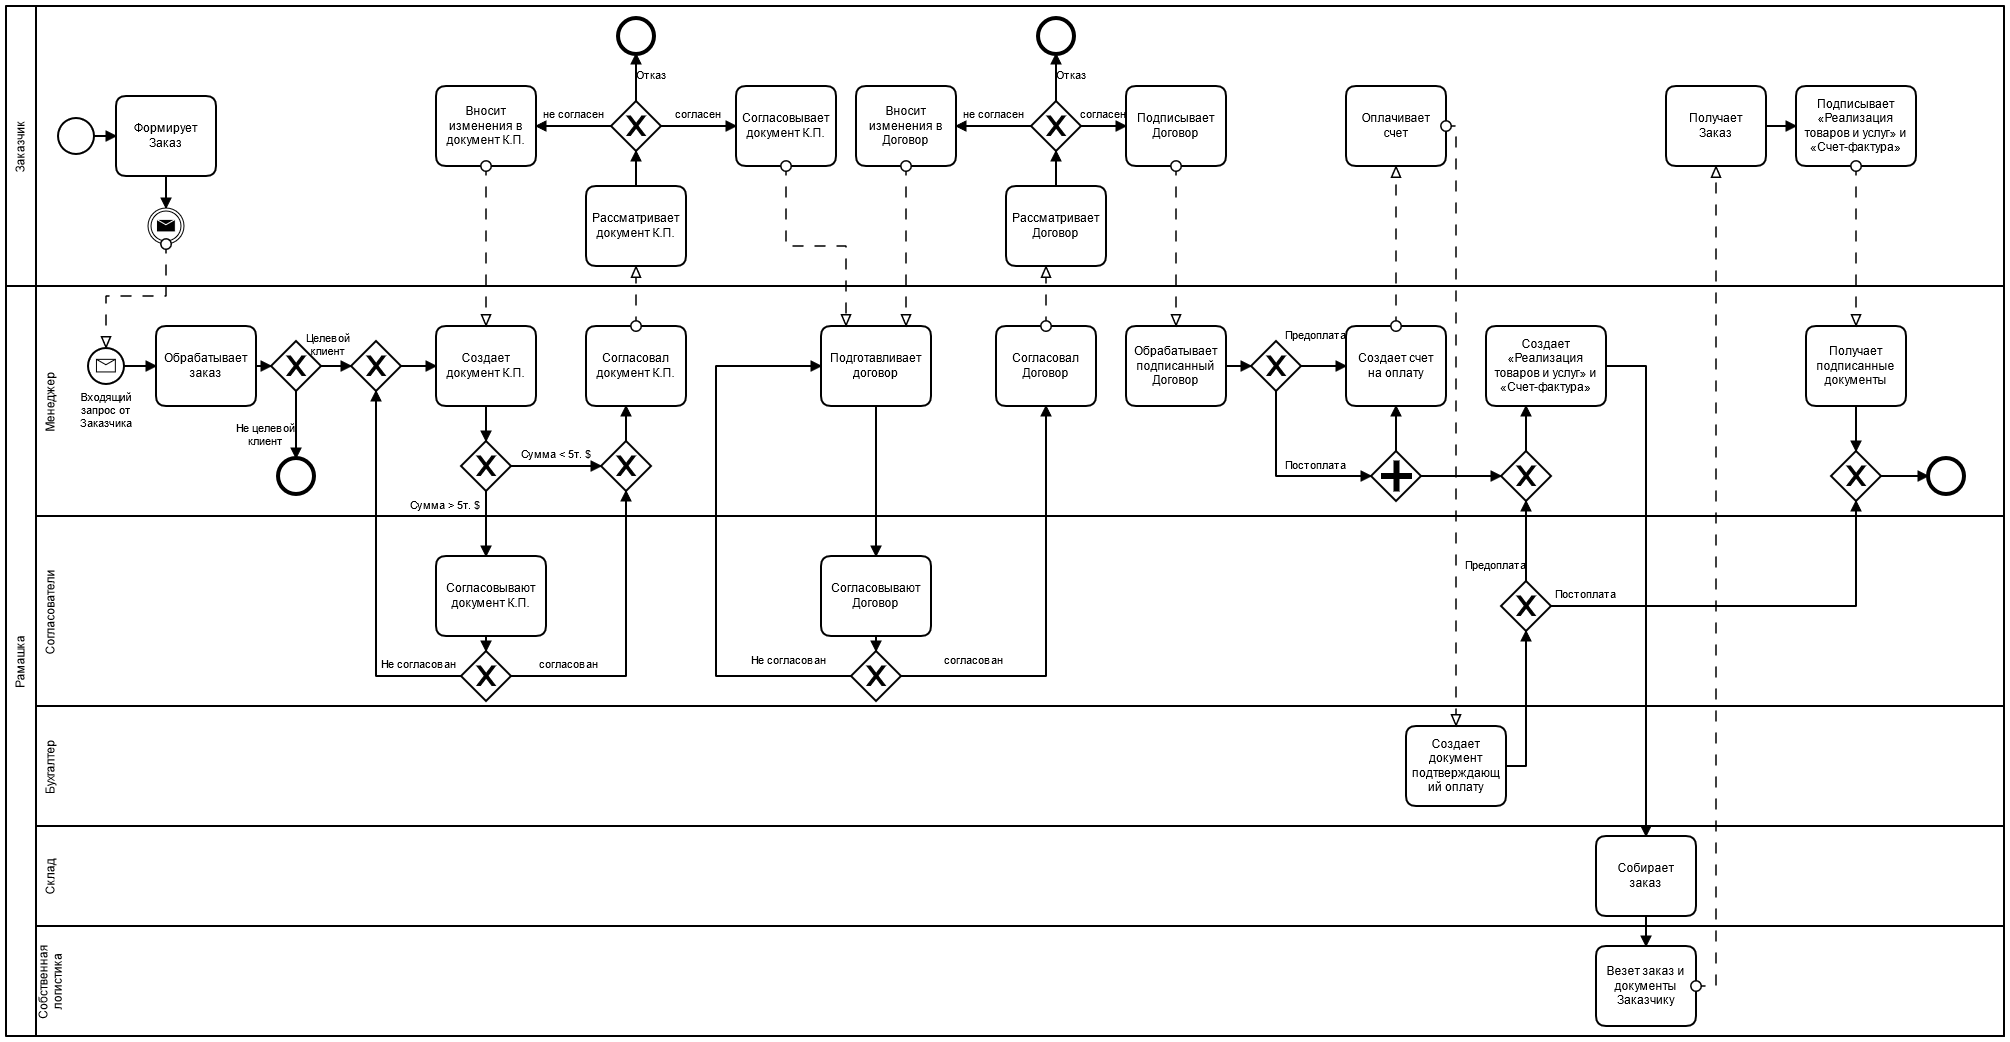 Заказчик
Формирует
Заказ
Вносит
изменения в
документ К.П.
не согласен
Отказ
согласен
Согласовывает
документ К.П.
Рассматривает
документ К.П.
Вносит
изменения в
Договор
не согласен
Отказ
согласен
Подписывает
Договор
Рассматривает
Договор
Оплачивает
счет
Получает
Заказ
Подписывает
«Реализация
товаров и услуг» и
«Счет-фактура»
Рамашка
Менеджер
Входящий
запрос от
Заказчика
Обрабатывает
заказ
Целевой
клиент
Не целевой
клиент
Создает
документ К.П.
Сумма < 5т. $
Сумма > 5т. $
Согласовал
документ К.П.
Подготавливает
договор
Согласовал
Договор
Обрабатывает
подписанный
Договор
Предоплата
Постоплата
Создает счет
на оплату
Создает
«Реализация
товаров и услуг» и
«Счет-фактура»
Получает
подписанные
документы
Согласователи
Согласовывают
документ К.П.
Не согласован
согласован
Согласовывают
Договор
Не согласован
согласован
Предоплата
Постоплата
Бухгалтер
Создает
документ
подтверждающ
ий оплату
Склад
Собирает
заказ
Собственная
логистика
Везет заказ и
документы
Заказчику